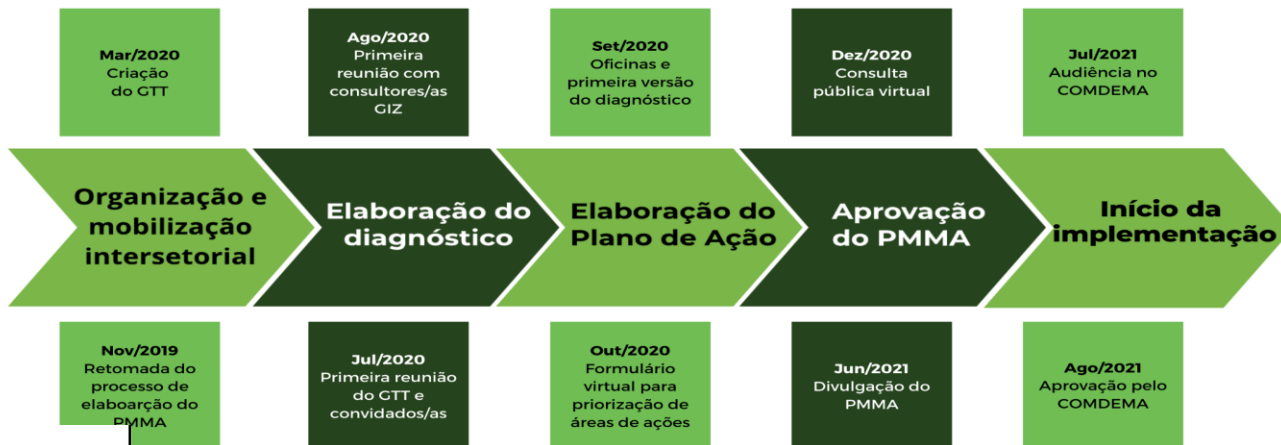 Mar/2020
Criação
do GTT
Ago/2020
Primeira
reunião com
consultores/as
GIZ
Set/2020
Oficinas e
primeira versão
do diagnóstico
Dez/2020
Consulta
pública virtual
Jul/2021
Audiência no
COMDEMA
Organização e
mobilização
intersetorial
Elaboração do
diagnóstico
Elaboração do
Plano de Ação
Aprovação
do PMMA
Início da
implementação
Nov/2019
Retomada do
processo de
elaboarção do
PMMA
Jul/2020
Primeira reunião
do GTT e
convidados/as
Out/2020
Formulário
virtual para
priorização de
áreas de ações
Jun/2021
Divulgação do
PMMA
Ago/2021
Aprovação pelo
COMDEMA